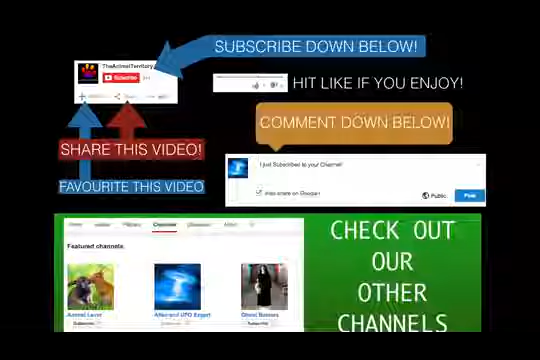 SUBSCRIBE DOWN BELOW!
TheAnimalTerritory
Subscribe
HIT LIKE IF YOU ENJOY!
COMMENT DOWN BELOW!
SHARE THIS VIDEO!
I just Subscribed to your Channel!
FAVOURITE THIS VIDEO
Also share on Google+
Public
Post
CHECK OUT
OUR
OTHER
CHANNELS
Channels
Featured channels
Animal Lover
Alien and UFO Expert
Subscribe
Subscribe